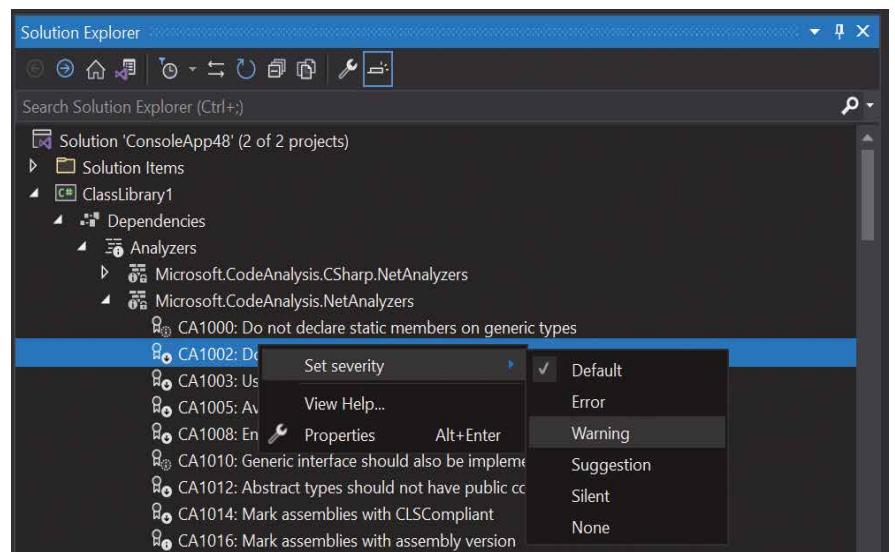 Solution Explorer
Search Solution Explorer (Ctrl+;)
Solution 'ConsoleApp48' (2 of 2 projects)
Solution Items
C# ClassLibrary1
Dependencies
Analyzers
Microsoft.CodeAnalysis.CSharp.NetAnalyzers
Microsoft.CodeAnalysis.NetAnalyzers
CA1000: Do not declare static members on generic types
CA1002: Do
CA1003: Us
CA1005: Av
CA1008: En
CA1010: Generic interface should also be impleme
CA1012: Abstract types should not have public co
CA1014: Mark assemblies with CLSCompliant
CA1016: Mark assemblies with assembly version
Set severity
View Help...
Properties Alt+Enter
Default
Error
Warning
Suggestion
Silent
None